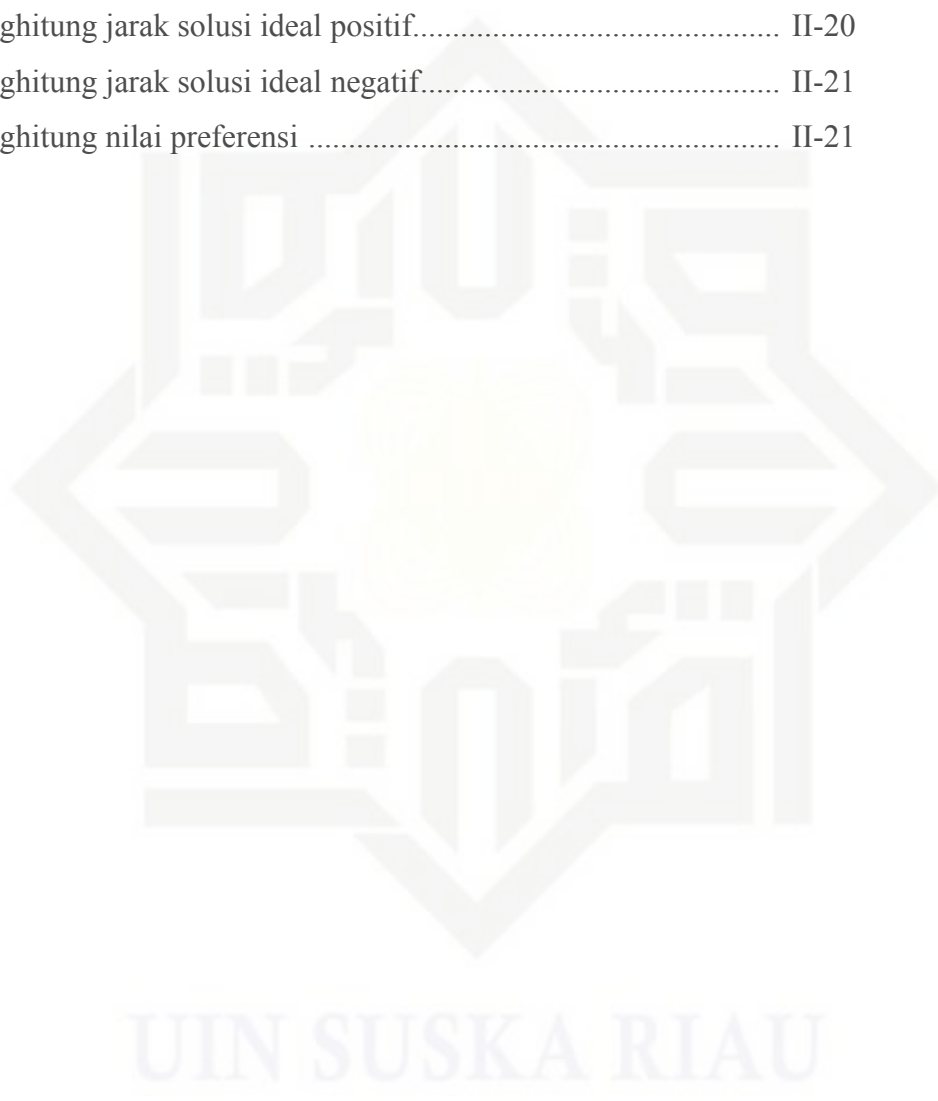 ghitung jarak solusi ideal positif............................................. II-20
ghitung jarak solusi ideal negatif............................................ II-21
ghitung nilai preferensi .......................................................... II-21
UIN SUSKA RIAU